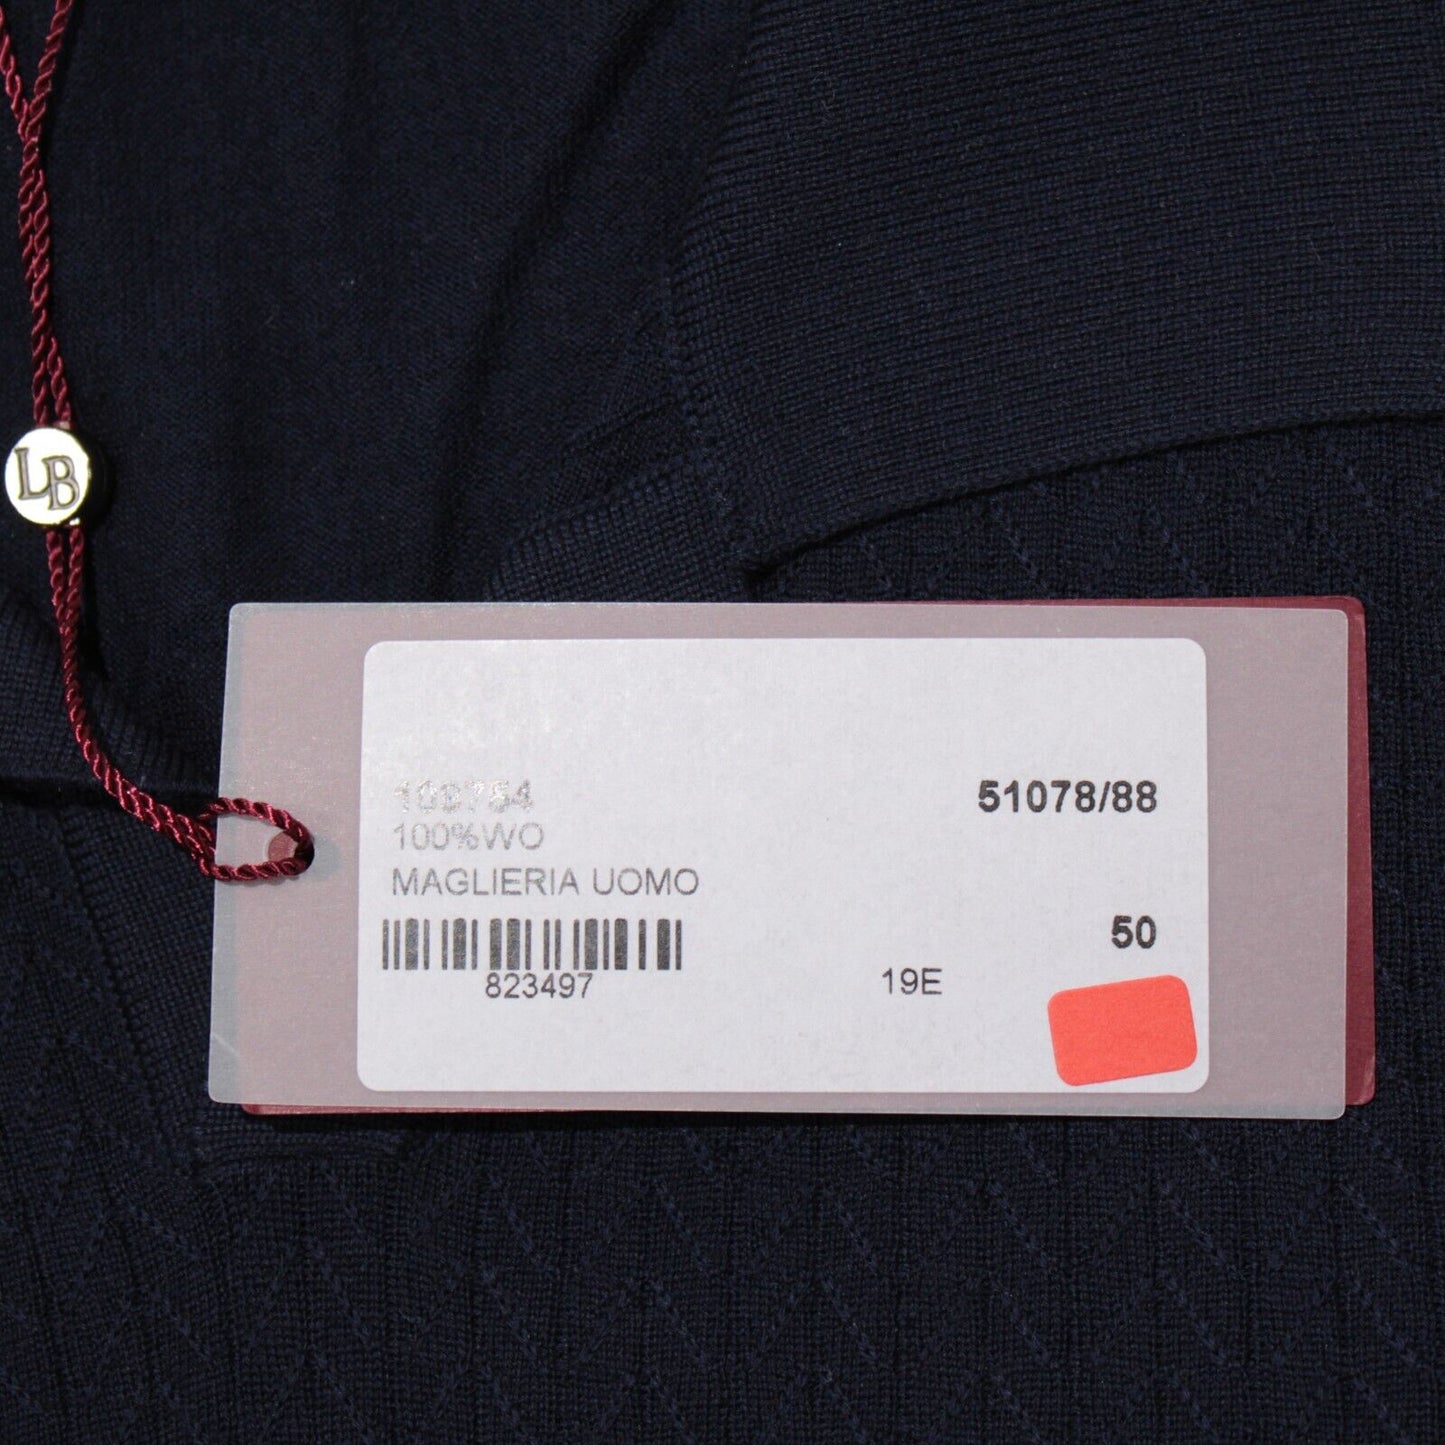 LB
51078/88
100%WO
MAGLIERIA UOMO
50
823497
19E